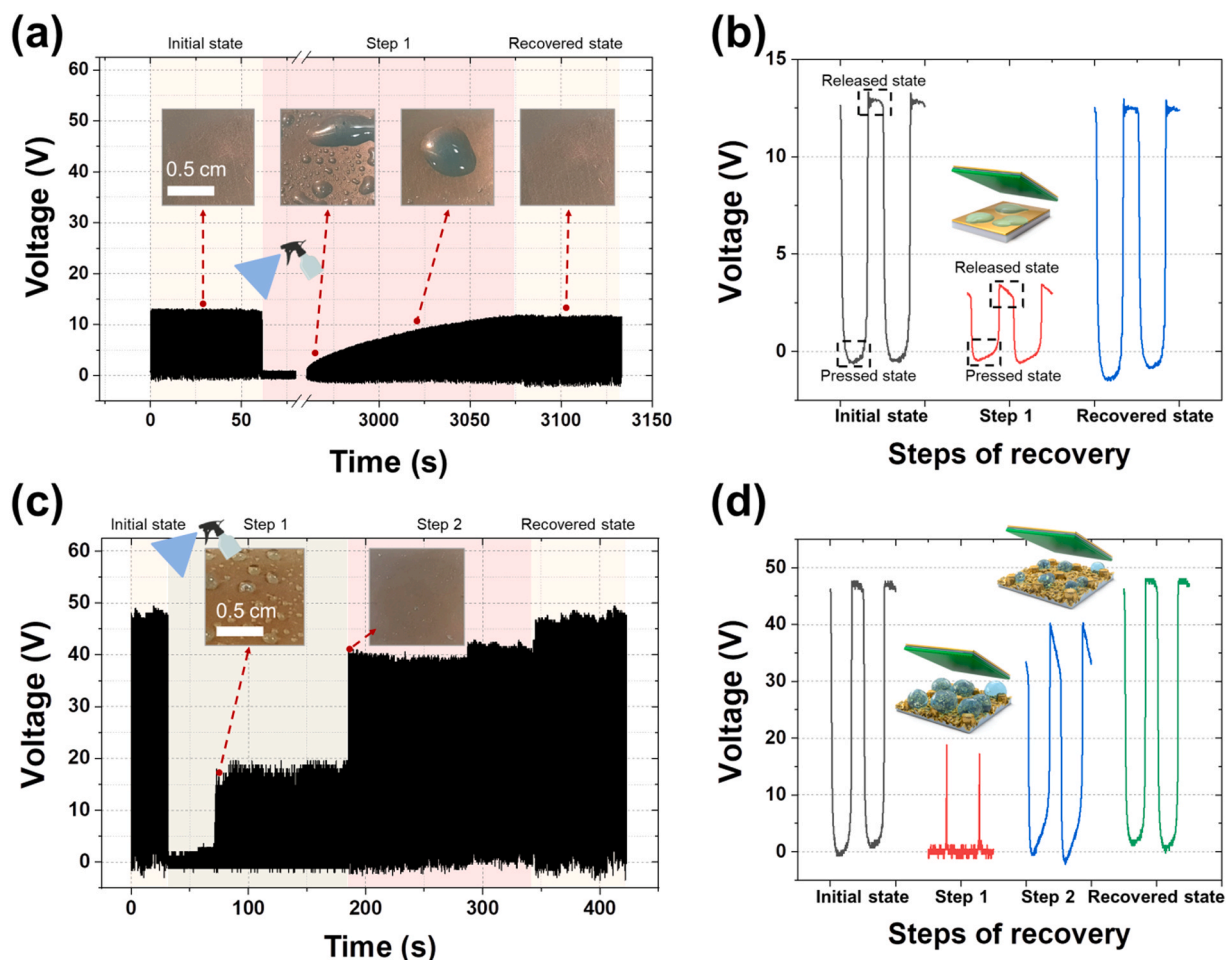 (a)
Initial state
Step 1
Recovered state
60
50
40
30
20
10
0
Voltage (V)
0.5 cm
0
50
3000
3050
3100
3150
Time (s)
(b)
15
10
5
0
Voltage (V)
Released state
Pressed state
Released state
Pressed state
Initial state
Step 1
Recovered state
Steps of recovery
(c)
Initial state
Step 1
Step 2
Recovered state
60
50
40
30
20
10
0
Voltage (V)
0.5 cm
0
100
200
300
400
Time (s)
(d)
50
40
30
20
10
0
Voltage (V)
Initial state
Step 1
Step 2
Recovered state
Steps of recovery